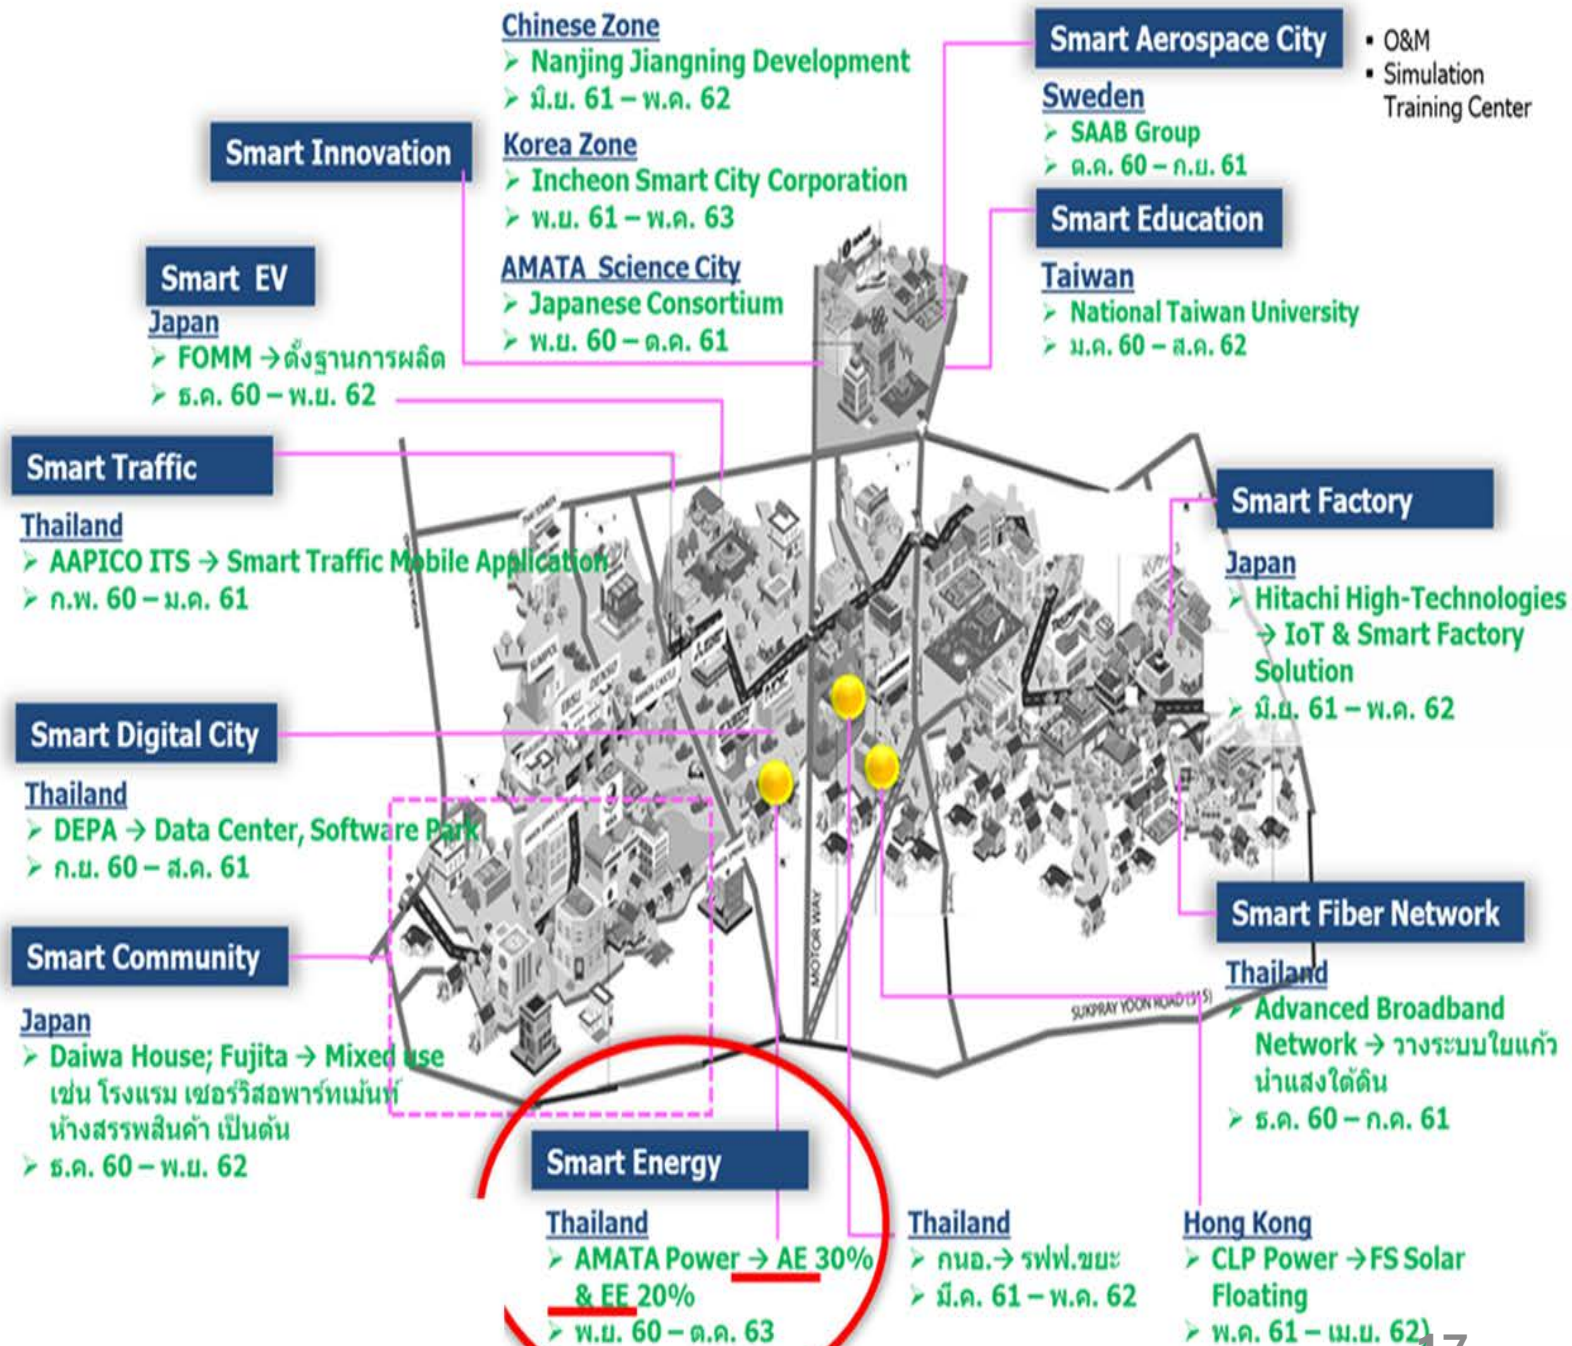 Chinese Zone
➢ Nanjing Jiangning Development
➢ มิ.ย. 61 – พ.ค. 62
Korea Zone
➢ Incheon Smart City Corporation
➢ พ.ย. 61 – พ.ค. 63
AMATA Science City
➢ Japanese Consortium
➢ พ.ย. 60 – ต.ค. 61
Smart Aerospace City
▪ O&M
▪ Simulation
Training Center
Sweden
➢ SAAB Group
➢ ต.ค. 60 – ก.ย. 61
Smart Innovation
Smart Education
Taiwan
➢ National Taiwan University
➢ ม.ค. 60 – ส.ค. 62
Smart EV
Japan
➢ FOMM → ตั้งฐานการผลิต
➢ ธ.ค. 60 – พ.ย. 62
Smart Traffic
Thailand
➢ AAPICO ITS → Smart Traffic Mobile Application
➢ ก.พ. 60 – ม.ค. 61
Smart Factory
Japan
➢ Hitachi High-Technologies
→ IoT & Smart Factory
Solution
➢ มิ.ย. 61 – พ.ค. 62
Smart Digital City
Thailand
➢ DEPA → Data Center, Software Park
➢ ก.ย. 60 – ส.ค. 61
Smart Community
Japan
➢ Daiwa House; Fujita → Mixed use
เช่น โรงแรม เซอร์วิสอพาร์ทเม้นท์
ห้างสรรพสินค้า เป็นต้น
➢ ธ.ค. 60 – พ.ย. 62
MOTOR WAY
Smart Fiber Network
Thailand
➢ Advanced Broadband
Network → วางระบบใยแก้ว
นำแสงใต้ดิน
➢ ธ.ค. 60 – ก.ค. 61
Smart Energy
Thailand
➢ AMATA Power → AE 30%
& EE 20%
➢ พ.ย. 60 – ต.ค. 63
Thailand
➢ กนอ.→ รฟฟ.ขยะ
➢ มี.ค. 61 – พ.ค. 62
Hong Kong
➢ CLP Power → FS Solar
Floating
➢ พ.ค. 61 – เม.ย. 62)
17